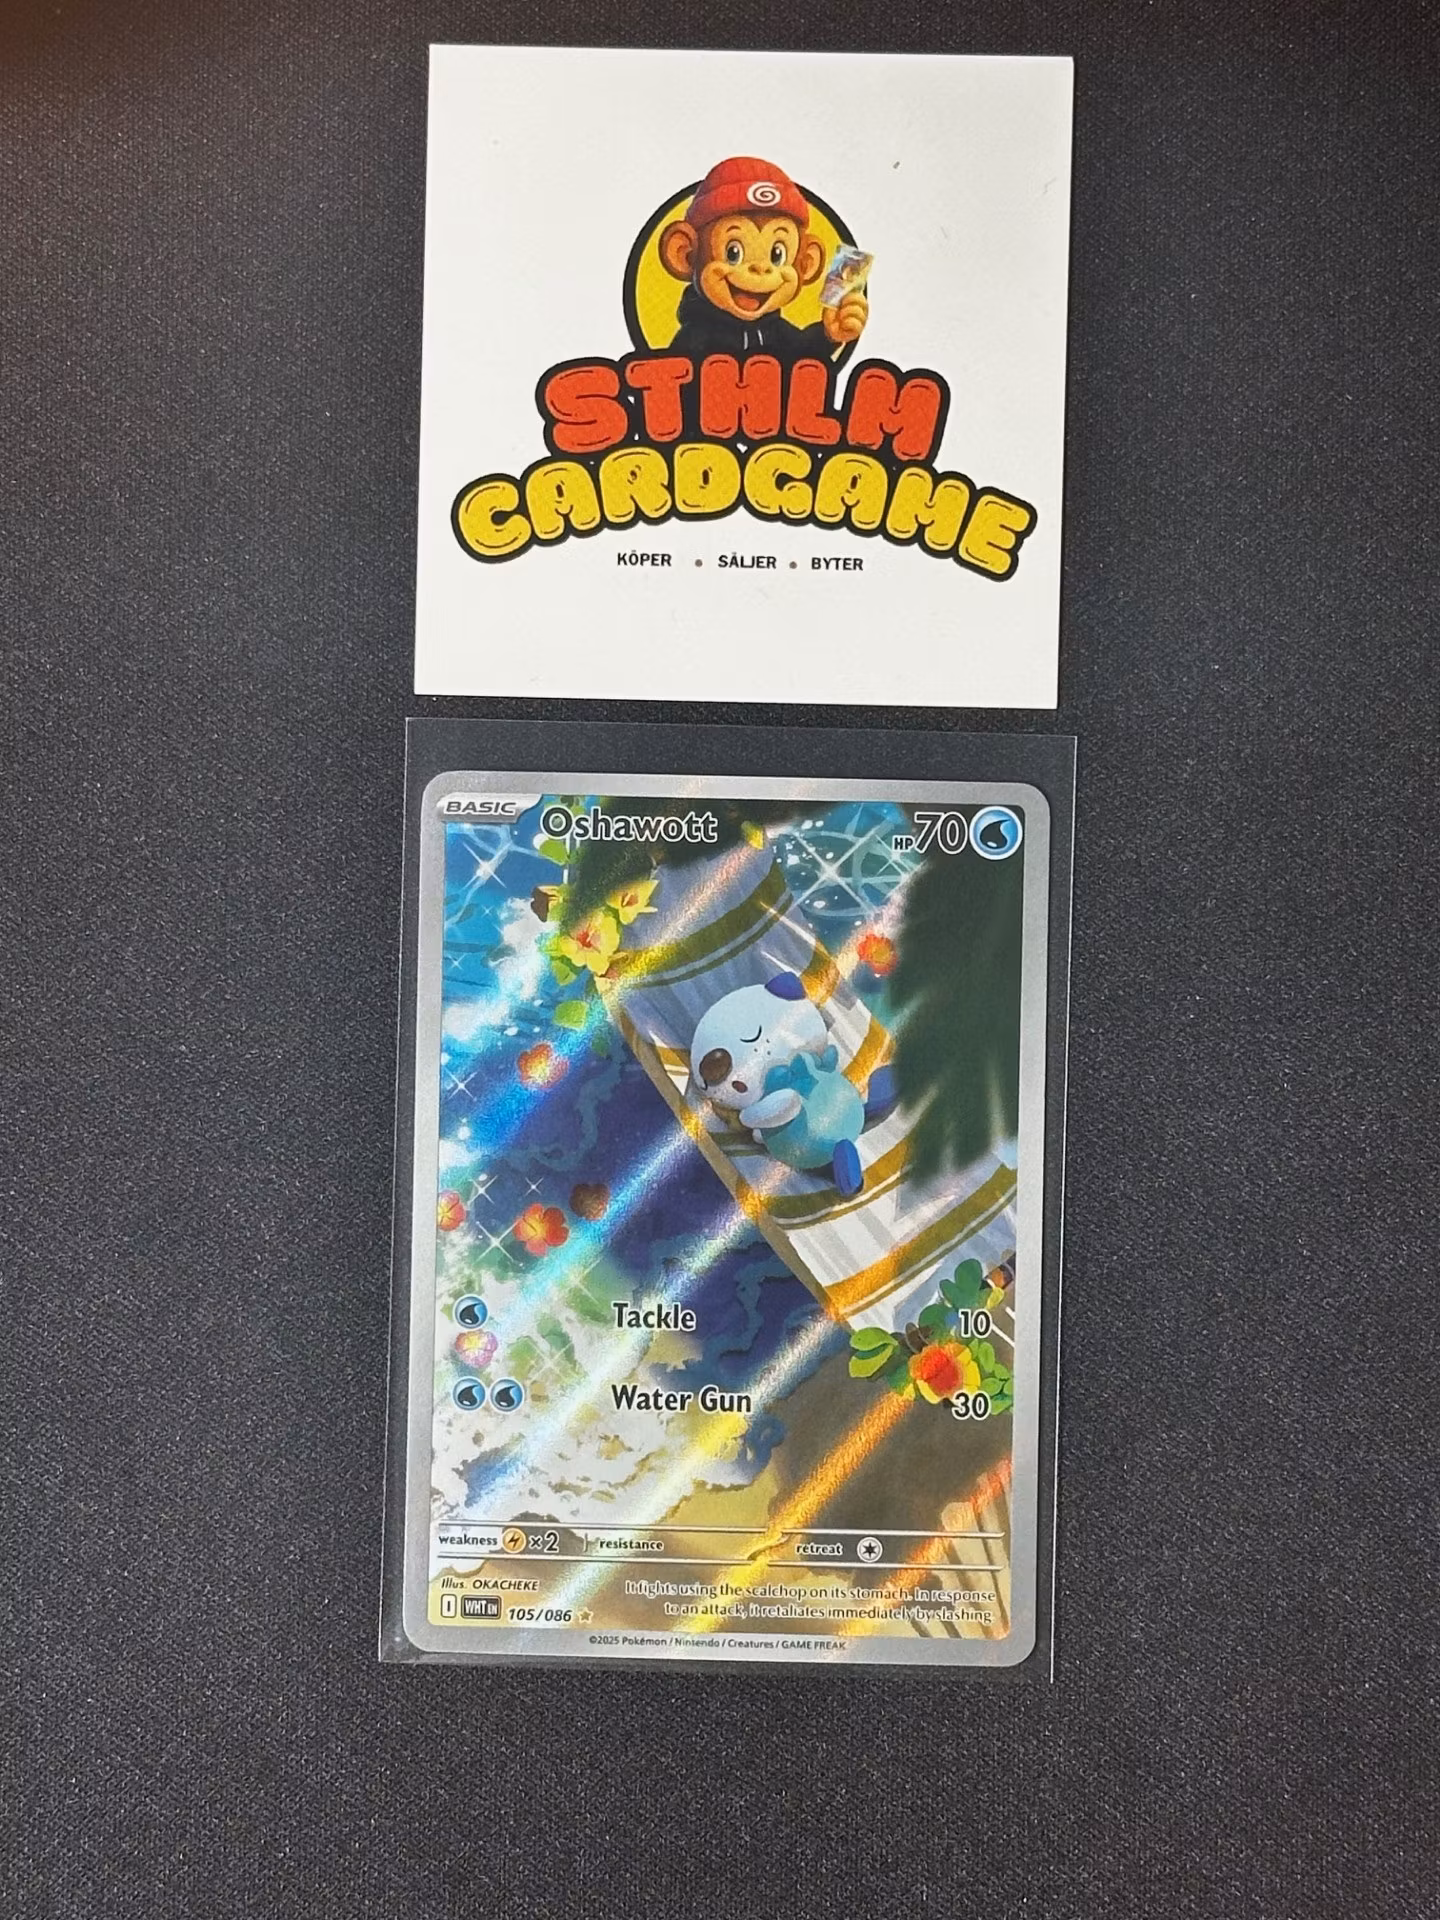 STHLM
CARDGAME
KÖPER • SÄLJER • BYTER
BASIC Oshawott HP70
Tackle 10
Water Gun 30
weakness ×2 resistance retreat
Illus. OKACHEKE
It fights using the scalchop on its stomach. In response
to an attack, it retaliates immediately by slashing.
I WHT EN 105/086
©2025 Pokémon / Nintendo / Creatures / GAME FREAK